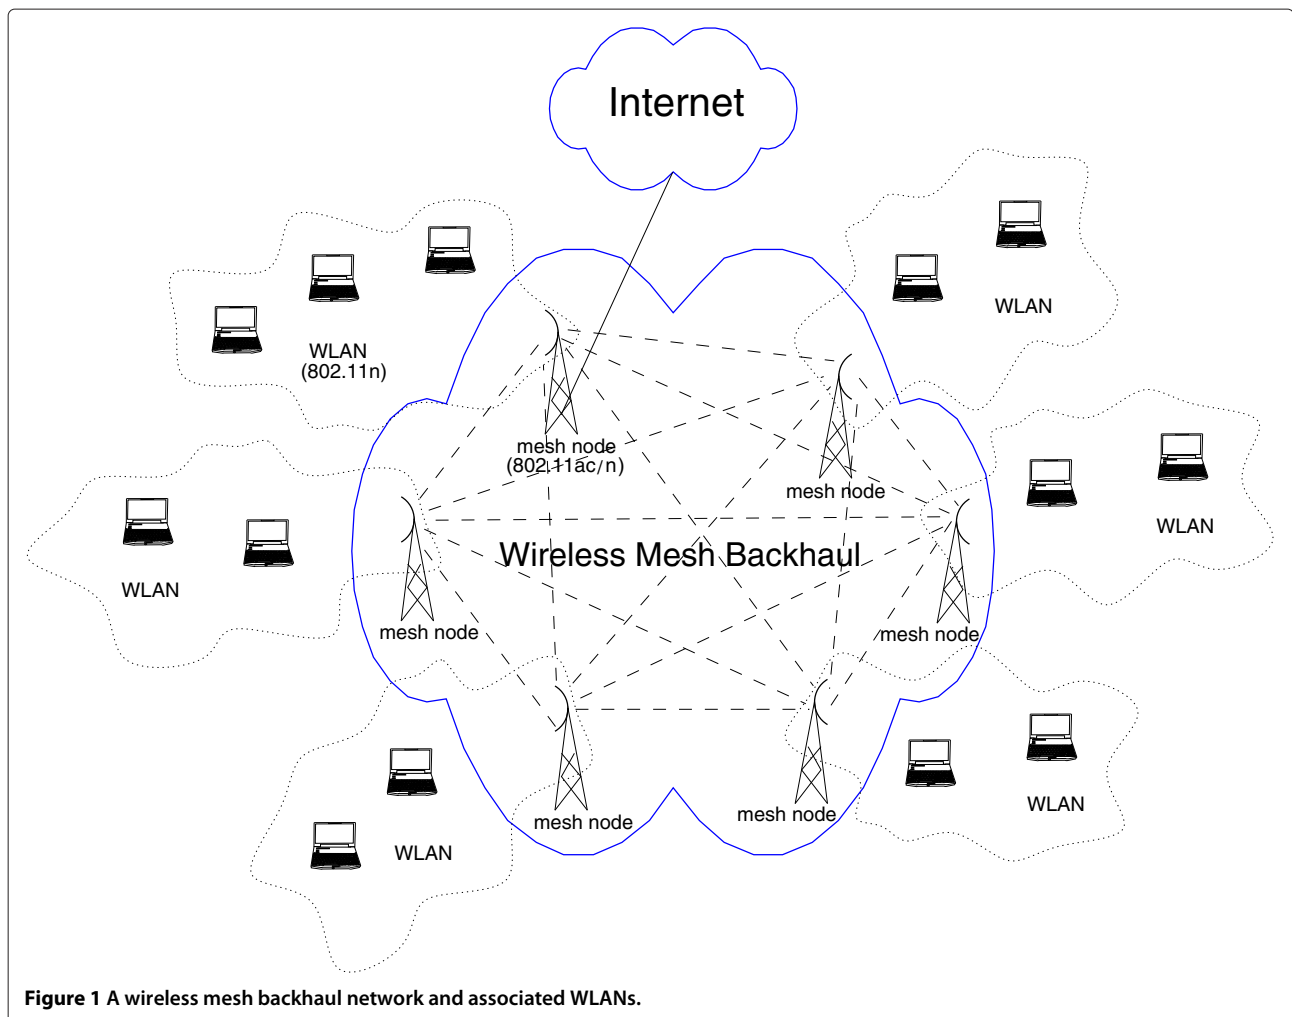 Internet
WLAN
WLAN
(802.11n)
mesh node
(802.11ac/n)
mesh node
WLAN
Wireless Mesh Backhaul
WLAN
mesh node
mesh node
WLAN
mesh node
mesh node
WLAN
Figure 1 A wireless mesh backhaul network and associated WLANs.